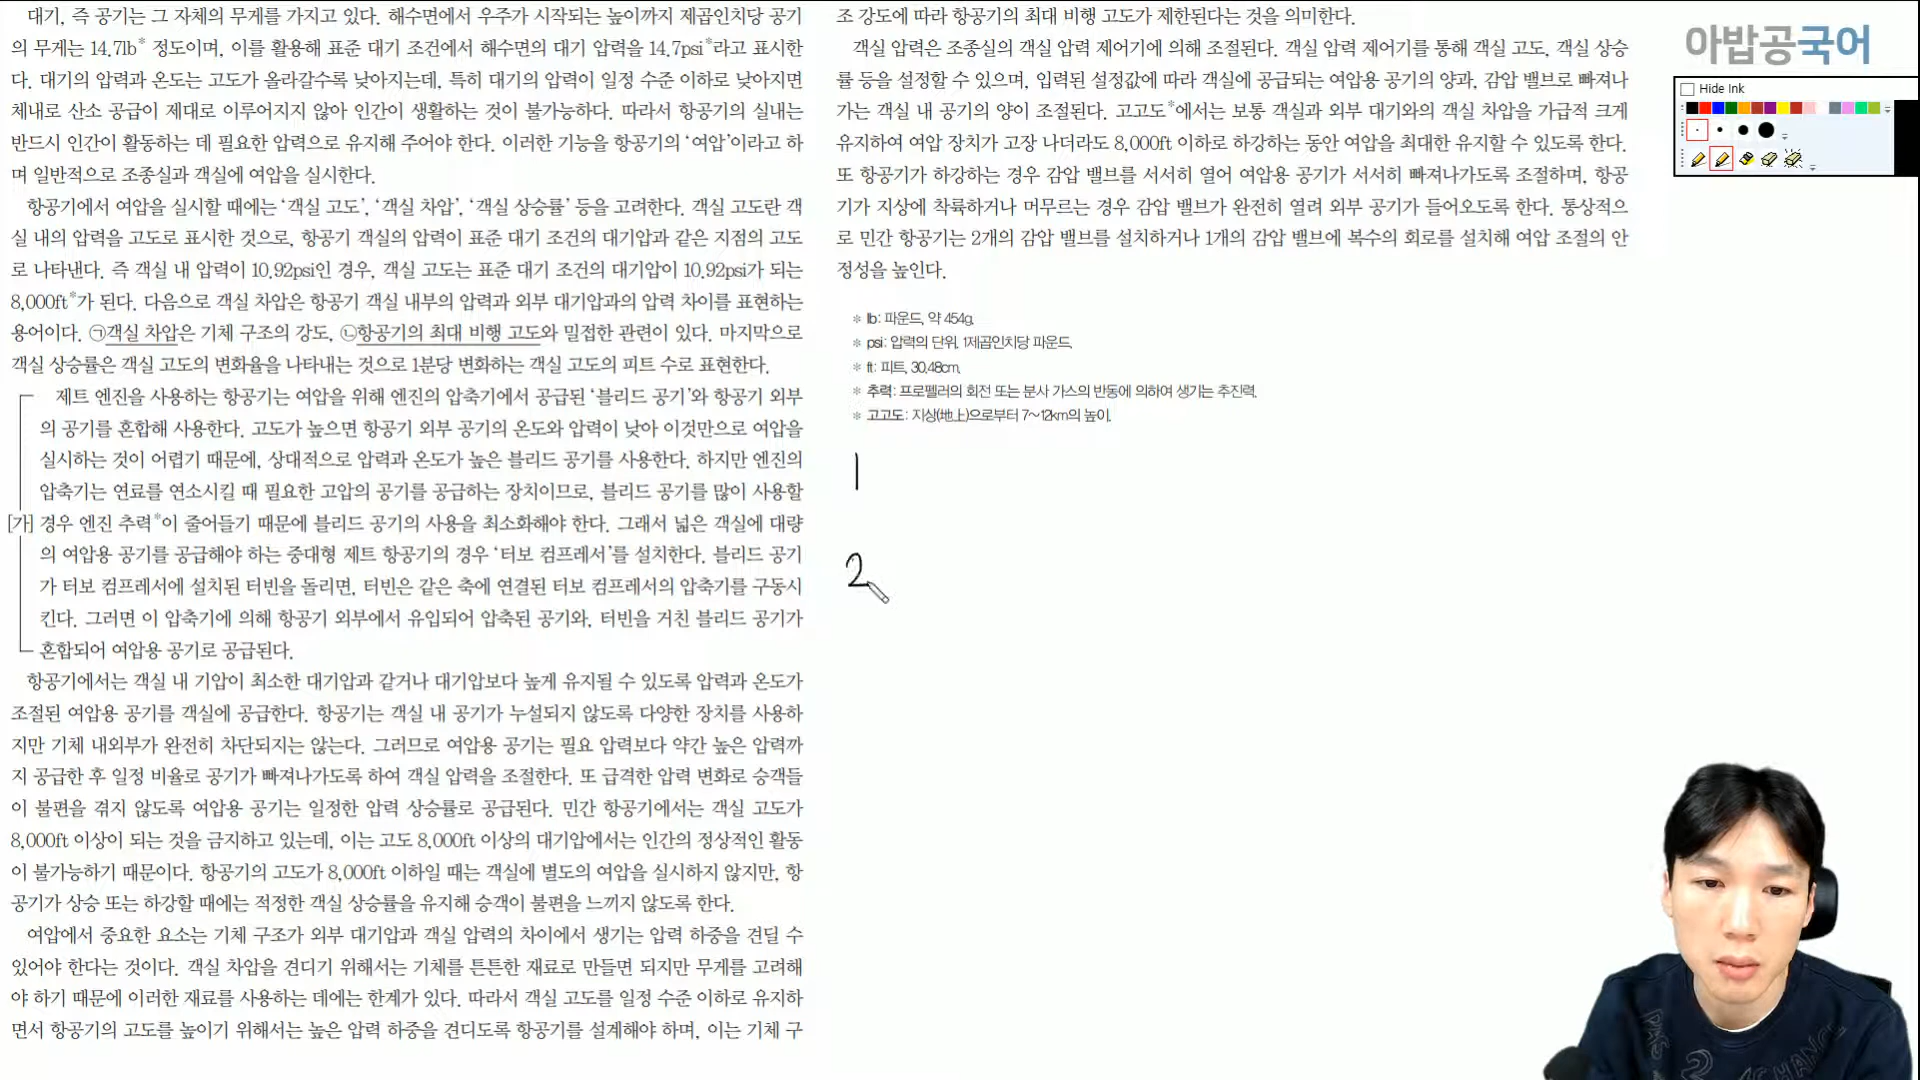 대기, 즉 공기는 그 자체의 무게를 가지고 있다. 해수면에서 우주가 시작되는 높이까지 제곱인치당 공기
의 무게는 14.7lb* 정도이며, 이를 활용해 표준 대기 조건에서 해수면의 대기 압력을 14.7psi*라고 표시한
다. 대기의 압력과 온도는 고도가 올라갈수록 낮아지는데, 특히 대기의 압력이 일정 수준 이하로 낮아지면
체내로 산소 공급이 제대로 이루어지지 않아 인간이 생활하는 것이 불가능하다. 따라서 항공기의 실내는
반드시 인간이 활동하는 데 필요한 압력으로 유지해 주어야 한다. 이러한 기능을 항공기의 ‘여압’이라고 하
며 일반적으로 조종실과 객실에 여압을 실시한다.
항공기에서 여압을 실시할 때에는 ‘객실 고도’, ‘객실 차압’, ‘객실 상승률’ 등을 고려한다. 객실 고도란 객
실 내의 압력을 고도로 표시한 것으로, 항공기 객실의 압력이 표준 대기 조건의 대기압과 같은 지점의 고도
로 나타낸다. 즉 객실 내 압력이 10.92psi인 경우, 객실 고도는 표준 대기 조건의 대기압이 10.92psi가 되는
8,000ft*가 된다. 다음으로 객실 차압은 항공기 객실 내부의 압력과 외부 대기압과의 압력 차이를 표현하는
용어이다. ㉠객실 차압은 기체 구조의 강도, ㉡항공기의 최대 비행 고도와 밀접한 관련이 있다. 마지막으로
객실 상승률은 객실 고도의 변화율을 나타내는 것으로 1분당 변화하는 객실 고도의 피트 수로 표현한다.
제트 엔진을 사용하는 항공기는 여압을 위해 엔진의 압축기에서 공급된 ‘블리드 공기’와 항공기 외부
의 공기를 혼합해 사용한다. 고도가 높으면 항공기 외부 공기의 온도와 압력이 낮아 이것만으로 여압을
실시하는 것이 어렵기 때문에, 상대적으로 압력과 온도가 높은 블리드 공기를 사용한다. 하지만 엔진의
압축기는 연료를 연소시킬 때 필요한 고압의 공기를 공급하는 장치이므로, 블리드 공기를 많이 사용할
[가] 경우 엔진 추력*이 줄어들기 때문에 블리드 공기의 사용을 최소화해야 한다. 그래서 넓은 객실에 대량
의 여압용 공기를 공급해야 하는 중대형 제트 항공기의 경우 ‘터보 컴프레서’를 설치한다. 블리드 공기
가 터보 컴프레서에 설치된 터빈을 돌리면, 터빈은 같은 축에 연결된 터보 컴프레서의 압축기를 구동시
킨다. 그러면 이 압축기에 의해 항공기 외부에서 유입되어 압축된 공기와, 터빈을 거친 블리드 공기가
혼합되어 여압용 공기로 공급된다.
항공기에서는 객실 내 기압이 최소한 대기압과 같거나 대기압보다 높게 유지될 수 있도록 압력과 온도가
조절된 여압용 공기를 객실에 공급한다. 항공기는 객실 내 공기가 누설되지 않도록 다양한 장치를 사용하
지만 기체 내외부가 완전히 차단되지는 않는다. 그러므로 여압용 공기는 필요 압력보다 약간 높은 압력까
지 공급한 후 일정 비율로 공기가 빠져나가도록 하여 객실 압력을 조절한다. 또 급격한 압력 변화로 승객들
이 불편을 겪지 않도록 여압용 공기는 일정한 압력 상승률로 공급된다. 민간 항공기에서는 객실 고도가
8,000ft 이상이 되는 것을 금지하고 있는데, 이는 고도 8,000ft 이상의 대기압에서는 인간의 정상적인 활동
이 불가능하기 때문이다. 항공기의 고도가 8,000ft 이하일 때는 객실에 별도의 여압을 실시하지 않지만, 항
공기가 상승 또는 하강할 때에는 적정한 객실 상승률을 유지해 승객이 불편을 느끼지 않도록 한다.
여압에서 중요한 요소는 기체 구조가 외부 대기압과 객실 압력의 차이에서 생기는 압력 하중을 견딜 수
있어야 한다는 것이다. 객실 차압을 견디기 위해서는 기체를 튼튼한 재료로 만들면 되지만 무게를 고려해
야 하기 때문에 이러한 재료를 사용하는 데에는 한계가 있다. 따라서 객실 고도를 일정 수준 이하로 유지하
면서 항공기의 고도를 높이기 위해서는 높은 압력 하중을 견디도록 항공기를 설계해야 하며, 이는 기체 구
조 강도에 따라 항공기의 최대 비행 고도가 제한된다는 것을 의미한다.
객실 압력은 조종실의 객실 압력 제어기에 의해 조절된다. 객실 압력 제어기를 통해 객실 고도, 객실 상승
률 등을 설정할 수 있으며, 입력된 설정값에 따라 객실에 공급되는 여압용 공기의 양과, 감압 밸브로 빠져나
가는 객실 내 공기의 양이 조절된다. 고고도*에서는 보통 객실과 외부 대기와의 객실 차압을 가급적 크게
유지하여 여압 장치가 고장 나더라도 8,000ft 이하로 하강하는 동안 여압을 최대한 유지할 수 있도록 한다.
또 항공기가 하강하는 경우 감압 밸브를 서서히 열어 여압용 공기가 서서히 빠져나가도록 조절하며, 항공
기가 지상에 착륙하거나 머무르는 경우 감압 밸브가 완전히 열려 외부 공기가 들어오도록 한다. 통상적으
로 민간 항공기는 2개의 감압 밸브를 설치하거나 1개의 감압 밸브에 복수의 회로를 설치해 여압 조절의 안
정성을 높인다.
* lb: 파운드, 약 454g.
* psi: 압력의 단위, 1제곱인치당 파운드.
* ft: 피트, 30.48cm.
* 추력: 프로펠러의 회전 또는 분사 가스의 반동에 의하여 생기는 추진력.
* 고고도: 지상(地上)으로부터 7~12km의 높이.
1
2
아밥공국어
Hide Ink